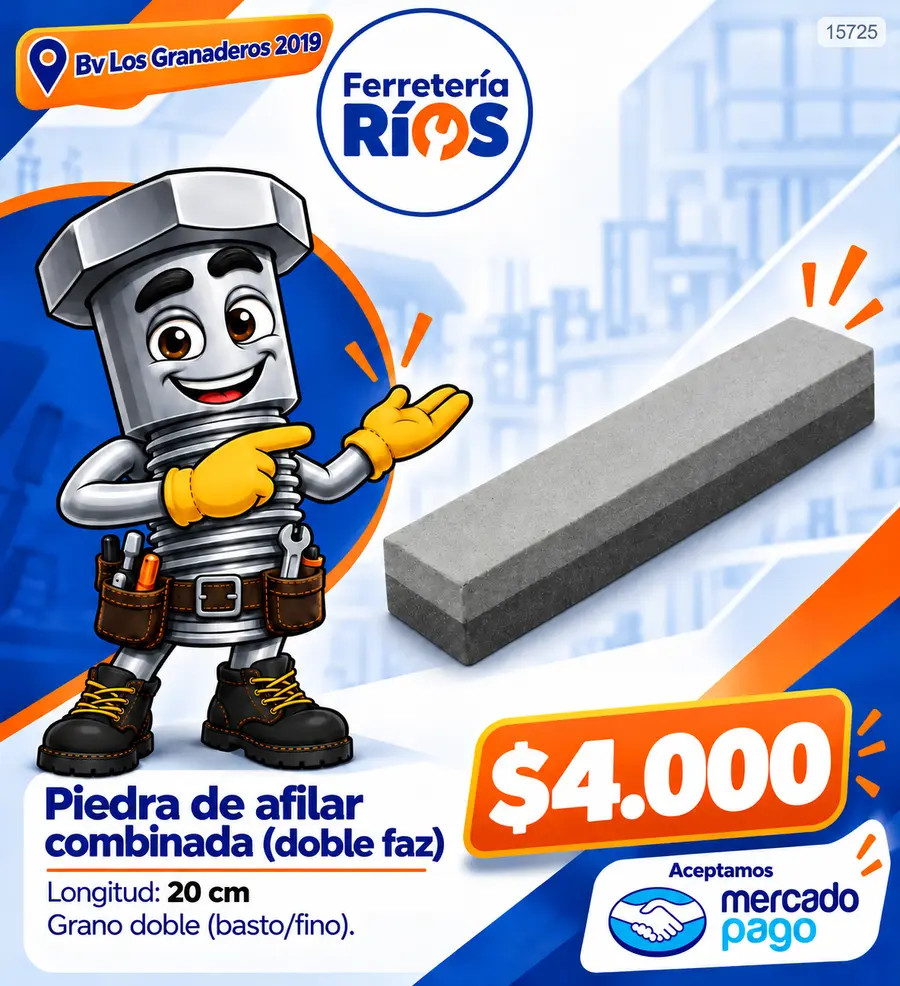 Bv Los Granaderos 2019
Ferretería
RÍOS
15725
$4.000
Piedra de afilar
combinada (doble faz)
Longitud: 20 cm
Grano doble (basto/fino).
Aceptamos
mercado
pago